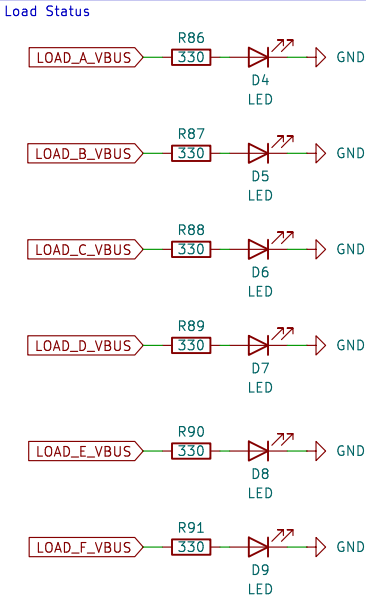 Load Status
R86
LOAD_A_VBUS 330 GND
D4
LED
R87
LOAD_B_VBUS 330 GND
D5
LED
R88
LOAD_C_VBUS 330 GND
D6
LED
R89
LOAD_D_VBUS 330 GND
D7
LED
R90
LOAD_E_VBUS 330 GND
D8
LED
R91
LOAD_F_VBUS 330 GND
D9
LED